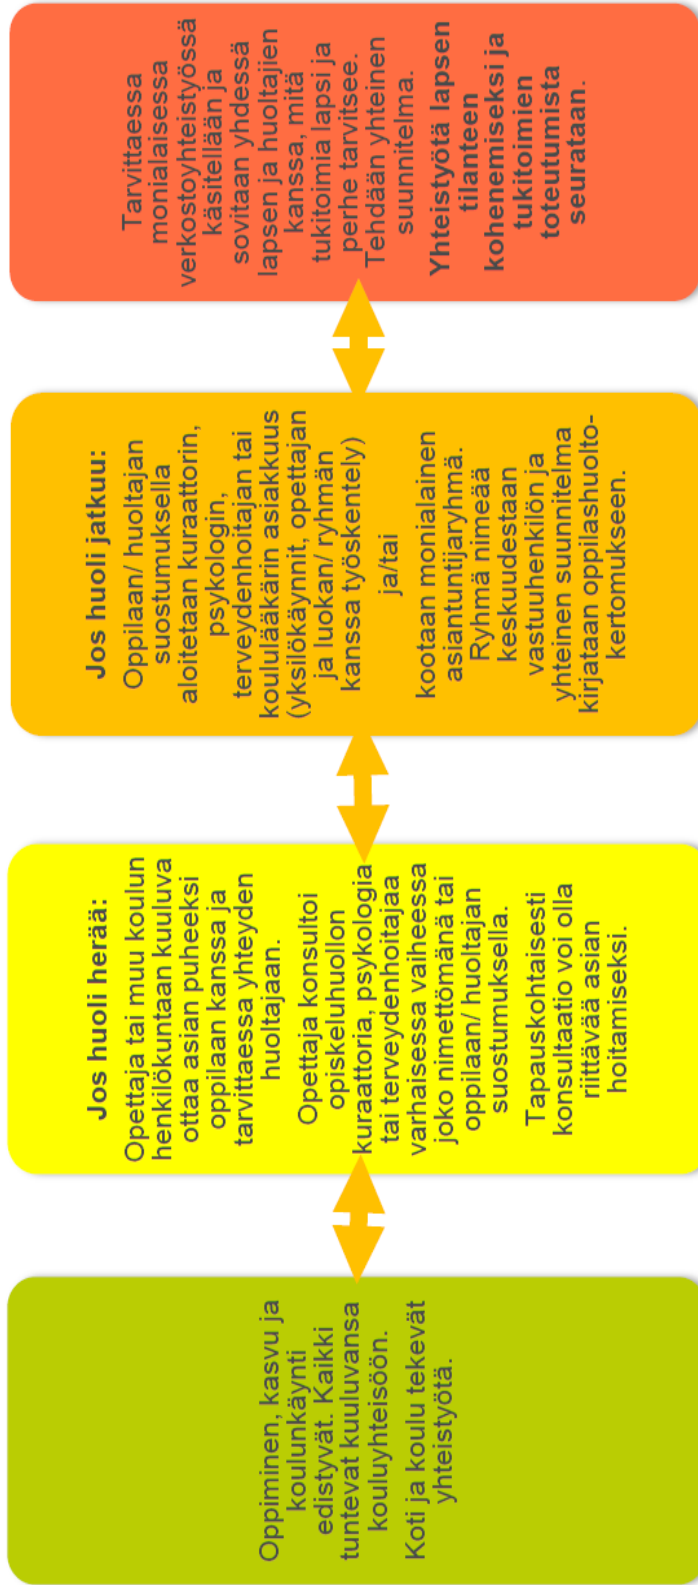 Oppiminen, kasvu ja
koulunkäynti
edistyvät. Kaikki
tuntevat kuuluvansa
kouluyhteisöön.
Koti ja koulu tekevät
yhteistyötä.
Jos huoli herää:
Opettaja tai muu koulun
henkilökuntaan kuuluva
ottaa asian puheeksi
oppilaan kanssa ja
tarvittaessa yhteyden
huoltajaan.
Opettaja konsultoi
opiskeluhuollon
kuraattoria, psykologia
tai terveydenhoitajaa
varhaisessa vaiheessa
joko nimettömänä tai
oppilaan/ huoltajan
suostumuksella.
Tapauskohtaisesti
konsultaatio voi olla
riittävää asian
hoitamiseksi.
Jos huoli jatkuu:
Oppilaan/ huoltajan
suostumuksella
aloitetaan kuraattorin,
psykologin,
terveydenhoitajan tai
koululääkärin asiakkuus
(yksilökäynnit, opettajan
ja luokan/ ryhmän
kanssa työskentely)
ja/tai
kootaan monialainen
asiantuntijaryhmä.
Ryhmä nimeää
keskuudestaan
vastuuhenkilön ja
yhteinen suunnitelma
kirjataan oppilashuolto-
kertomukseen.
Tarvittaessa
monialaisessa
verkostoyhteistyössä
käsitellään ja
sovitaan yhdessä
lapsen ja huoltajien
kanssa, mitä
tukitoimia lapsi ja
perhe tarvitsee.
Tehdään yhteinen
suunnitelma.
Yhteistyötä lapsen
tilanteen
kohenemiseksi ja
tukitoimien
toteutumista
seurataan.